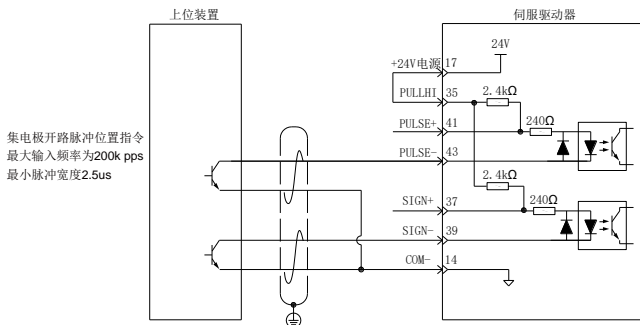 上位装置
伺服驱动器
24V
+24V电源 17
PULLHI 35
2.4kΩ
PULSE+ 41
240Ω
集电极开路脉冲位置指令
最大输入频率为200k pps
最小脉冲宽度2.5us
PULSE- 43
2.4kΩ
SIGN+ 37
240Ω
SIGN- 39
COM- 14